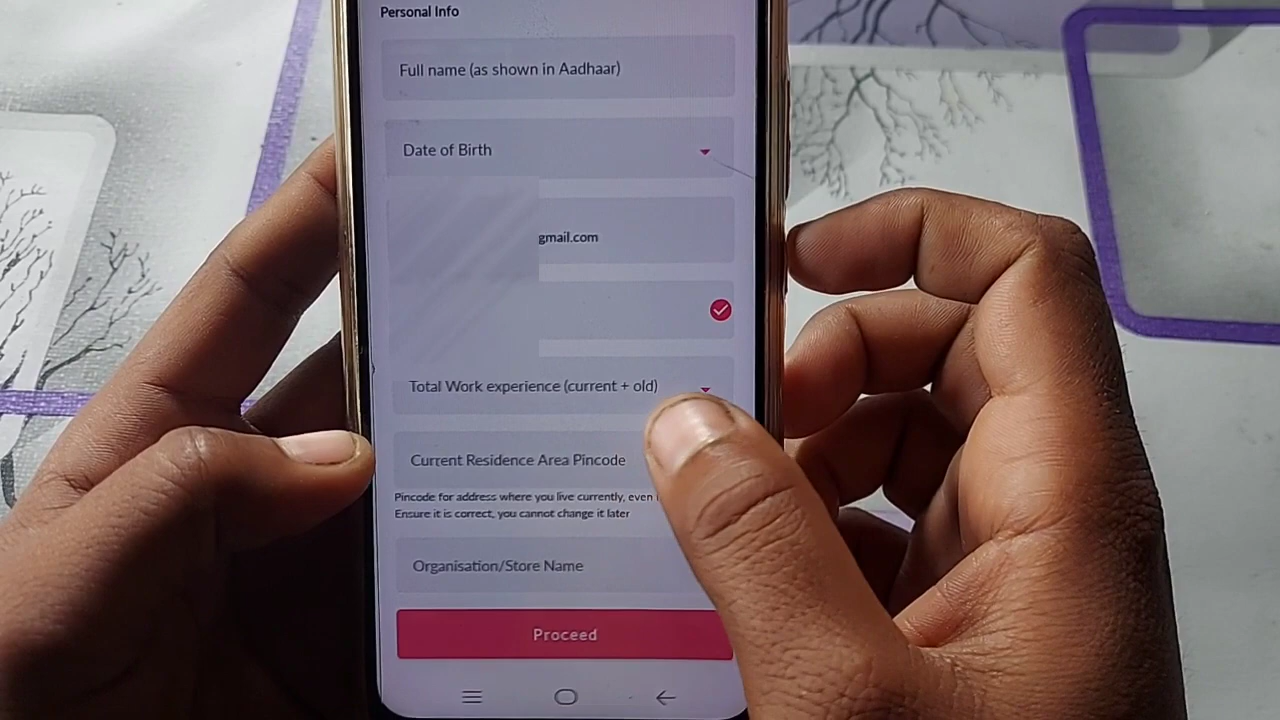 Personal Info
Full name (as shown in Aadhaar)
Date of Birth
gmail.com
Total Work experience (current + old)
Current Residence Area Pincode
Pincode for address where you live currently, even
Ensure it is correct, you cannot change it later
Organisation/Store Name
Proceed